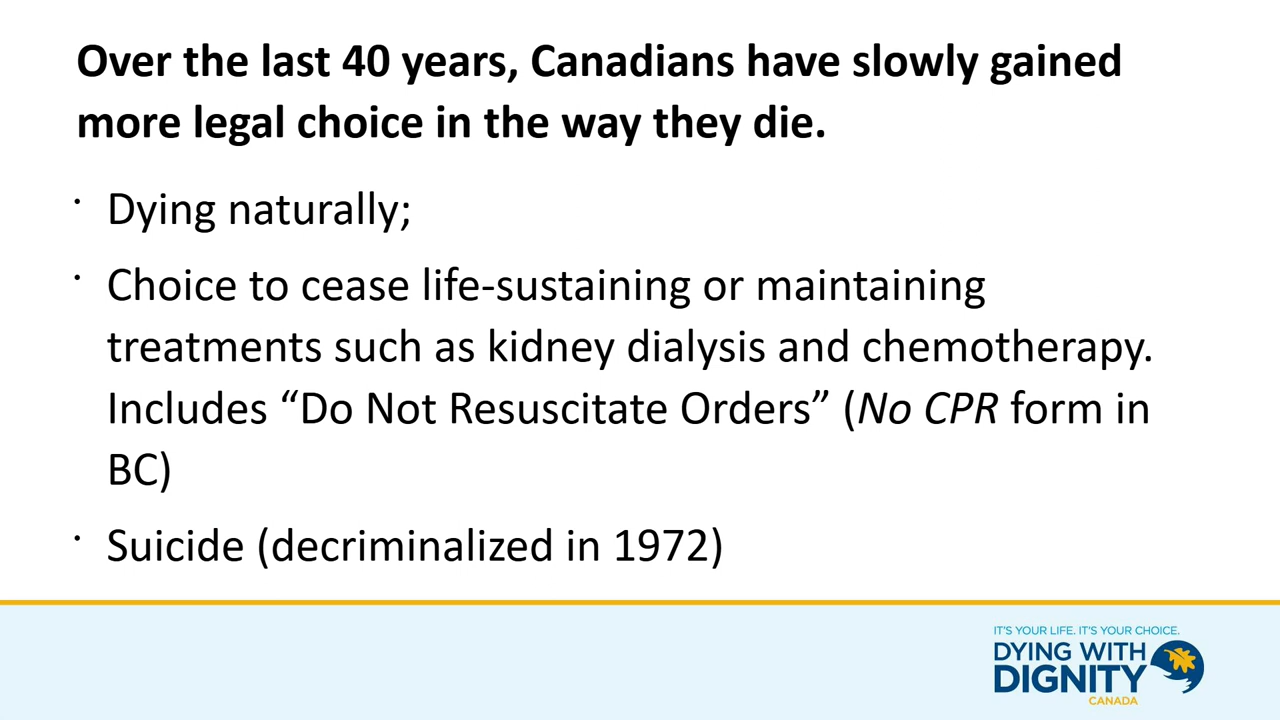 Over the last 40 years, Canadians have slowly gained
more legal choice in the way they die.
· Dying naturally;
· Choice to cease life-sustaining or maintaining
treatments such as kidney dialysis and chemotherapy.
Includes “Do Not Resuscitate Orders” (No CPR form in
BC)
· Suicide (decriminalized in 1972)
IT'S YOUR LIFE. IT'S YOUR CHOICE.
DYING WITH
DIGNITY
CANADA